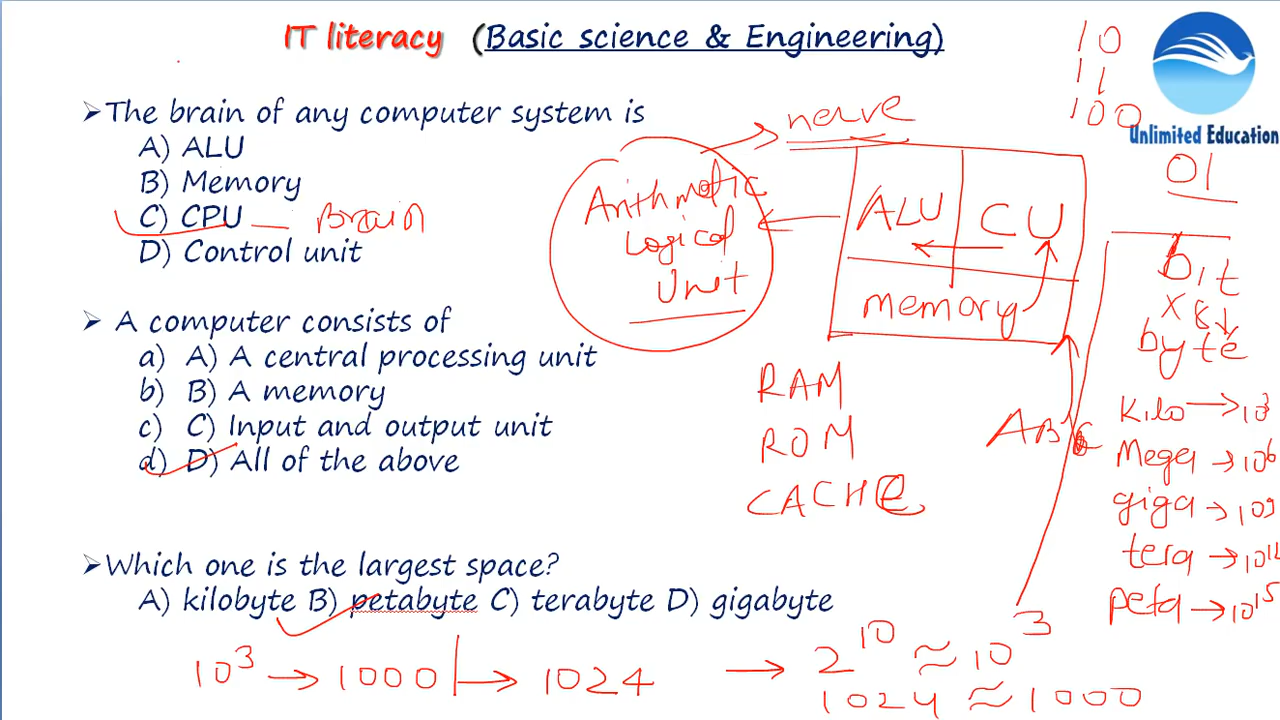 IT literacy (Basic science & Engineering)
Unlimited Education
➢The brain of any computer system is
A) ALU
B) Memory
C) CPU — Brain
D) Control unit
➢ A computer consists of
a) A) A central processing unit
b) B) A memory
c) C) Input and output unit
d) D) All of the above
➢Which one is the largest space?
A) kilobyte B) petabyte C) terabyte D) gigabyte
10³ → 1000 → 1024 → 2¹⁰ ≈ 10³
1024 ≈ 1000
nerve
Arithmatic
Logical
Unit
ALU CU
memory
RAM
ROM
CACHE
10
11
100
01
bit
x 8 ↓
byte
Kilo → 10³
Mega → 10⁶
giga → 10⁹
tera → 10¹²
peta → 10¹⁵